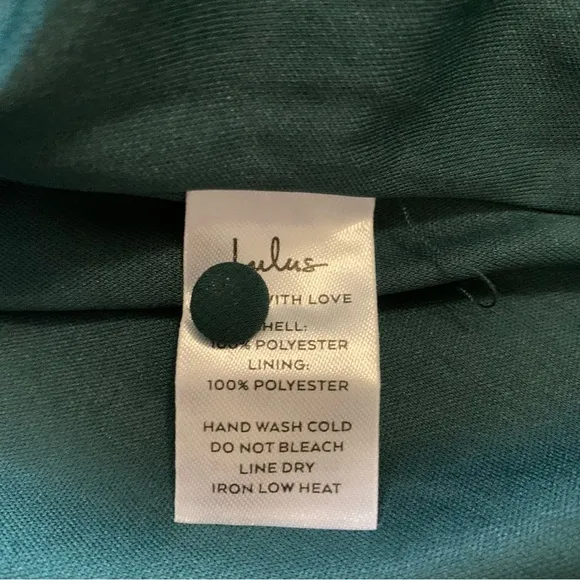 Lulus
WITH LOVE
SHELL:
100% POLYESTER
LINING:
100% POLYESTER
HAND WASH COLD
DO NOT BLEACH
LINE DRY
IRON LOW HEAT